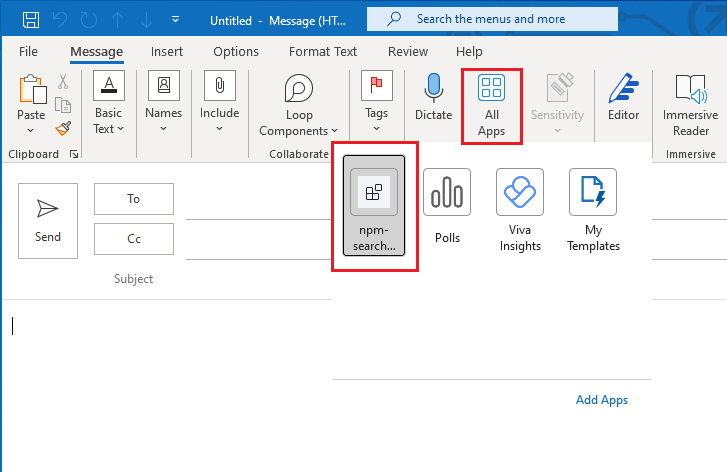 Untitled - Message (HT...
Search the menus and more
File Message Insert Options Format Text Review Help
Paste
Clipboard
Basic
Text
Names
Include
Loop
Components
Collaborate
Tags
Dictate
All
Apps
Sensitivity
Editor
Immersive
Reader
Immersive
npm-
search...
Polls
Viva
Insights
My
Templates
Add Apps
Send
To
Cc
Subject